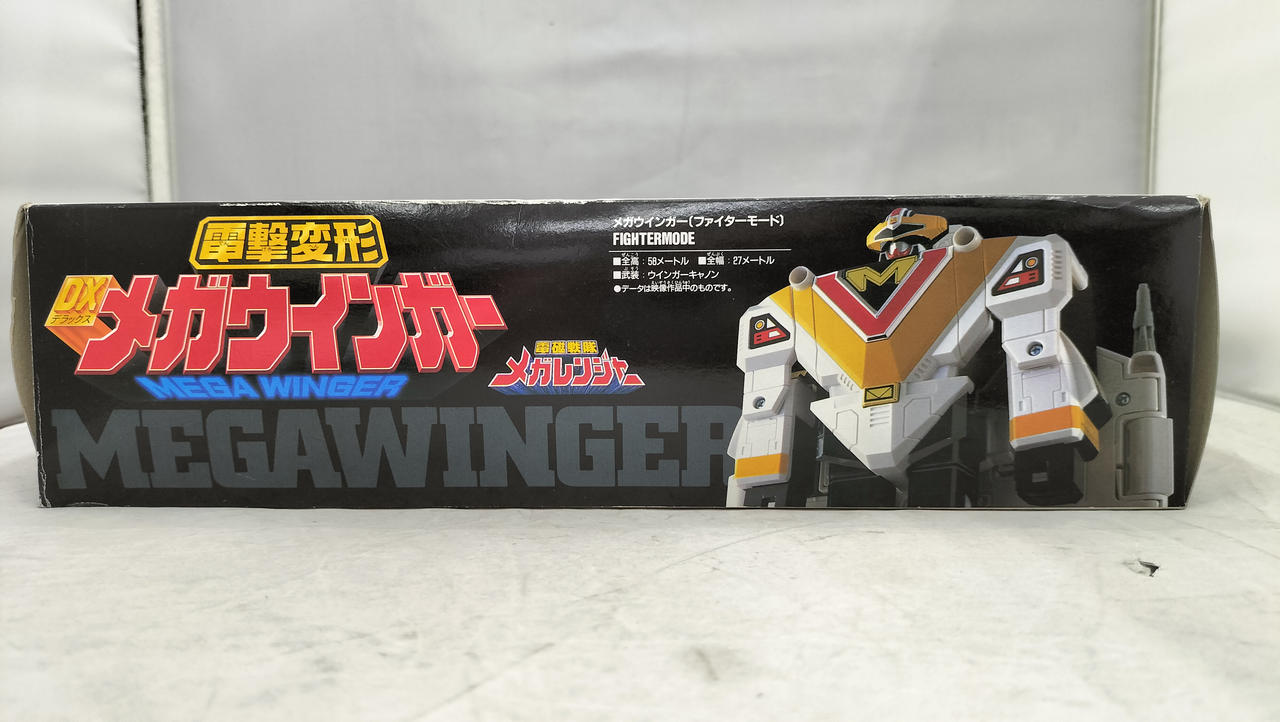 電撃変形
DX
デラックス
メガウインガー
MEGA WINGER
電磁戦隊
メガレンジャー
MEGAWINGER
メガウインガー〔ファイターモード〕
FIGHTERMODE
■全高：58メートル ■全幅：27メートル
■武装：ウインガーキャノン
●データは映像作品中のものです。
M